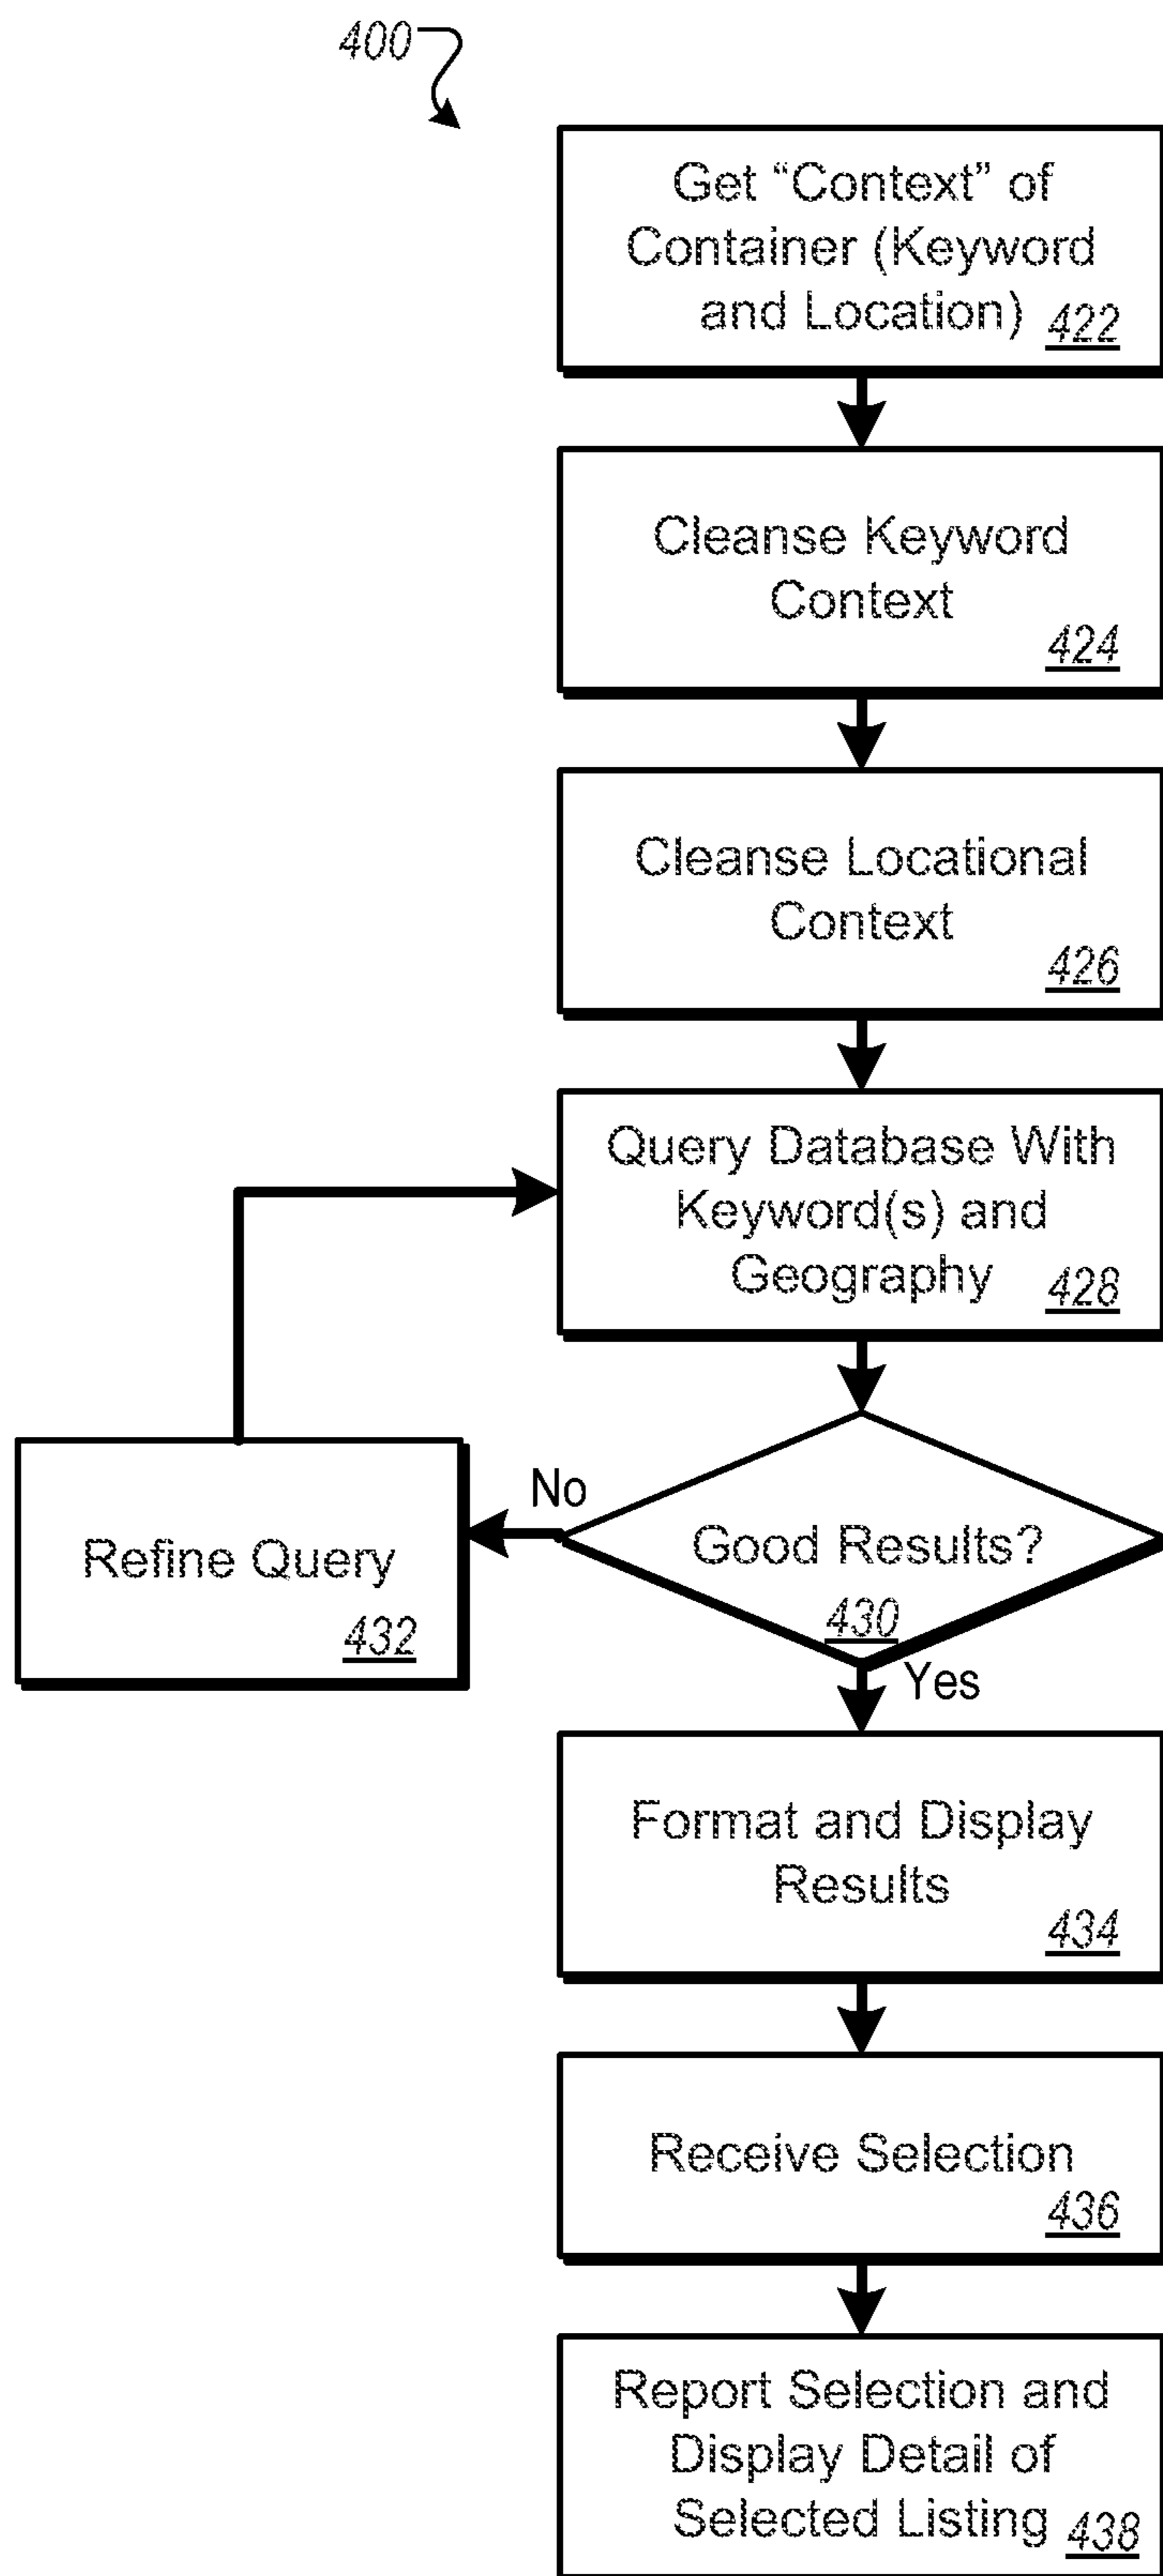 400
Get “Context” of
Container (Keyword
and Location) 422
Cleanse Keyword
Context
424
Cleanse Locational
Context
426
Query Database With
Keyword(s) and
Geography 428
No
Good Results?
430
Refine Query
432
Yes
Format and Display
Results
434
Receive Selection
436
Report Selection and
Display Detail of
Selected Listing 438